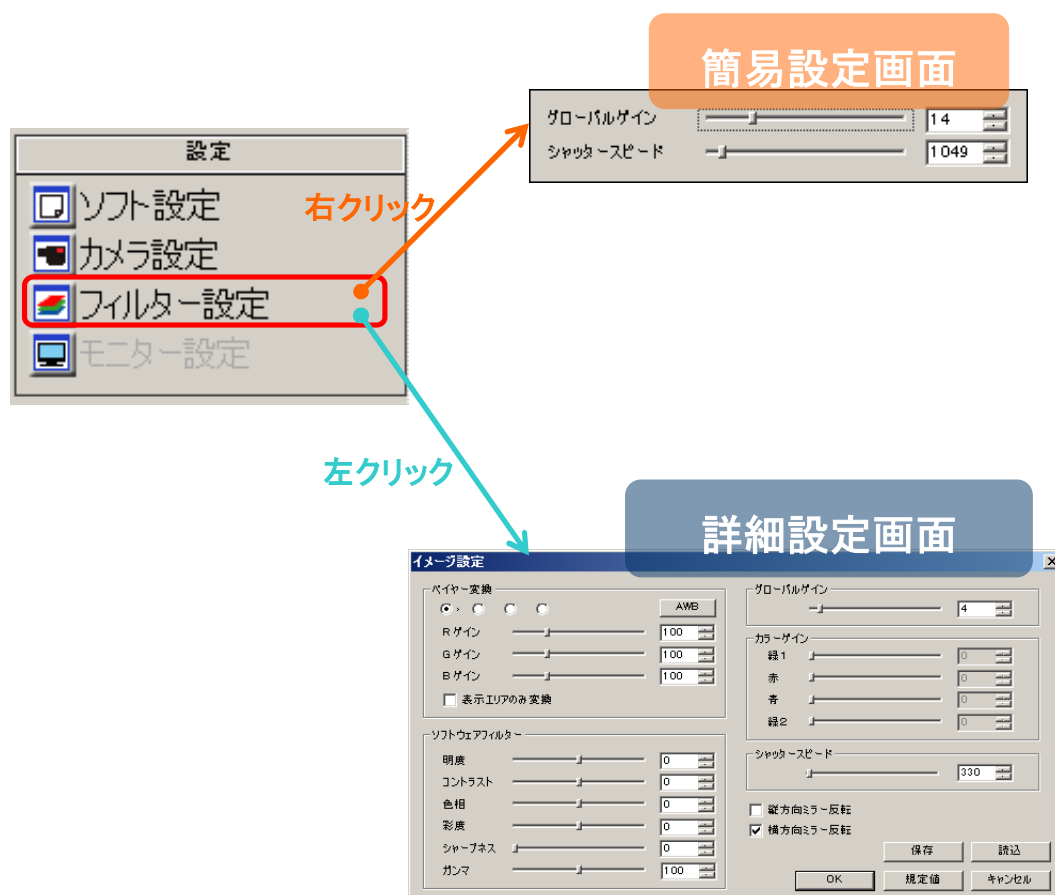 簡易設定画面
グローバルゲイン 14
シャッタースピード 1049
設定
ソフト設定
カメラ設定
フィルター設定
モニター設定
右クリック
左クリック
詳細設定画面
イメージ設定
ベイヤー変換
AWB
Rゲイン 100
Gゲイン 100
Bゲイン 100
表示エリアのみ変換
ソフトウェアフィルター
明度 0
コントラスト 0
色相 0
彩度 0
シャープネス 0
ガンマ 100
グローバルゲイン
4
カラーゲイン
緑1 0
赤 0
青 0
緑2 0
シャッタースピード
330
縦方向ミラー反転
横方向ミラー反転
保存 読込
OK 規定値 キャンセル